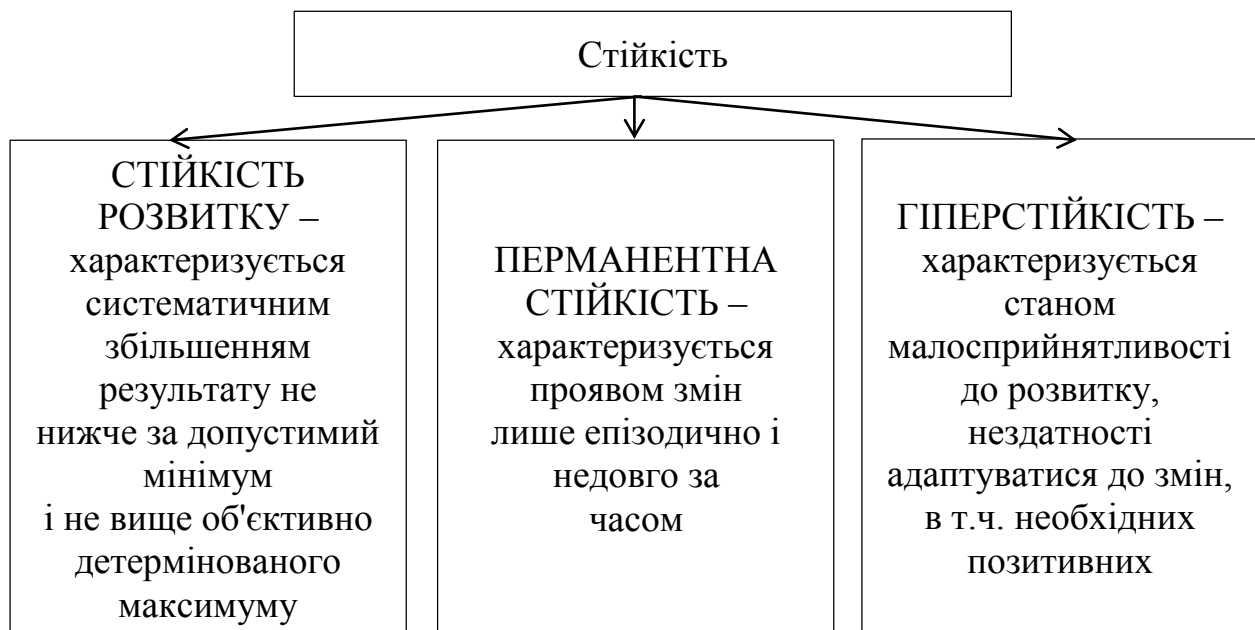 Стійкість
СТІЙКІСТЬ
РОЗВИТКУ –
характеризується
систематичним
збільшенням
результату не
нижче за допустимий
мінімум
і не вище об'єктивно
детермінованого
максимуму
ПЕРМАНЕНТНА
СТІЙКІСТЬ –
характеризується
проявом змін
лише епізодично і
недовго за
часом
ГІПЕРСТІЙКІСТЬ –
характеризується
станом
малосприйнятливості
до розвитку,
нездатності
адаптуватися до змін,
в т.ч. необхідних
позитивних